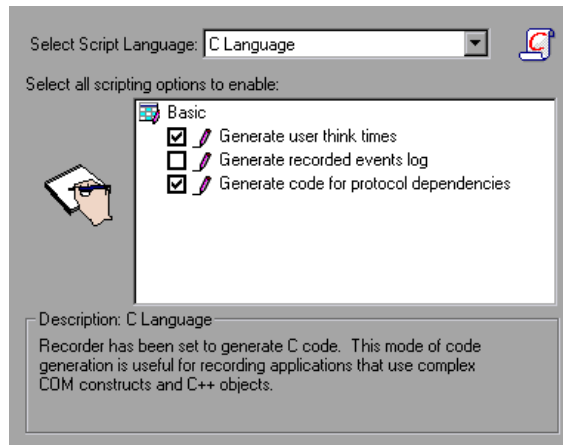 Select Script Language: C Language
Select all scripting options to enable:
Basic
Generate user think times
Generate recorded events log
Generate code for protocol dependencies
Description: C Language
Recorder has been set to generate C code. This mode of code
generation is useful for recording applications that use complex
COM constructs and C++ objects.